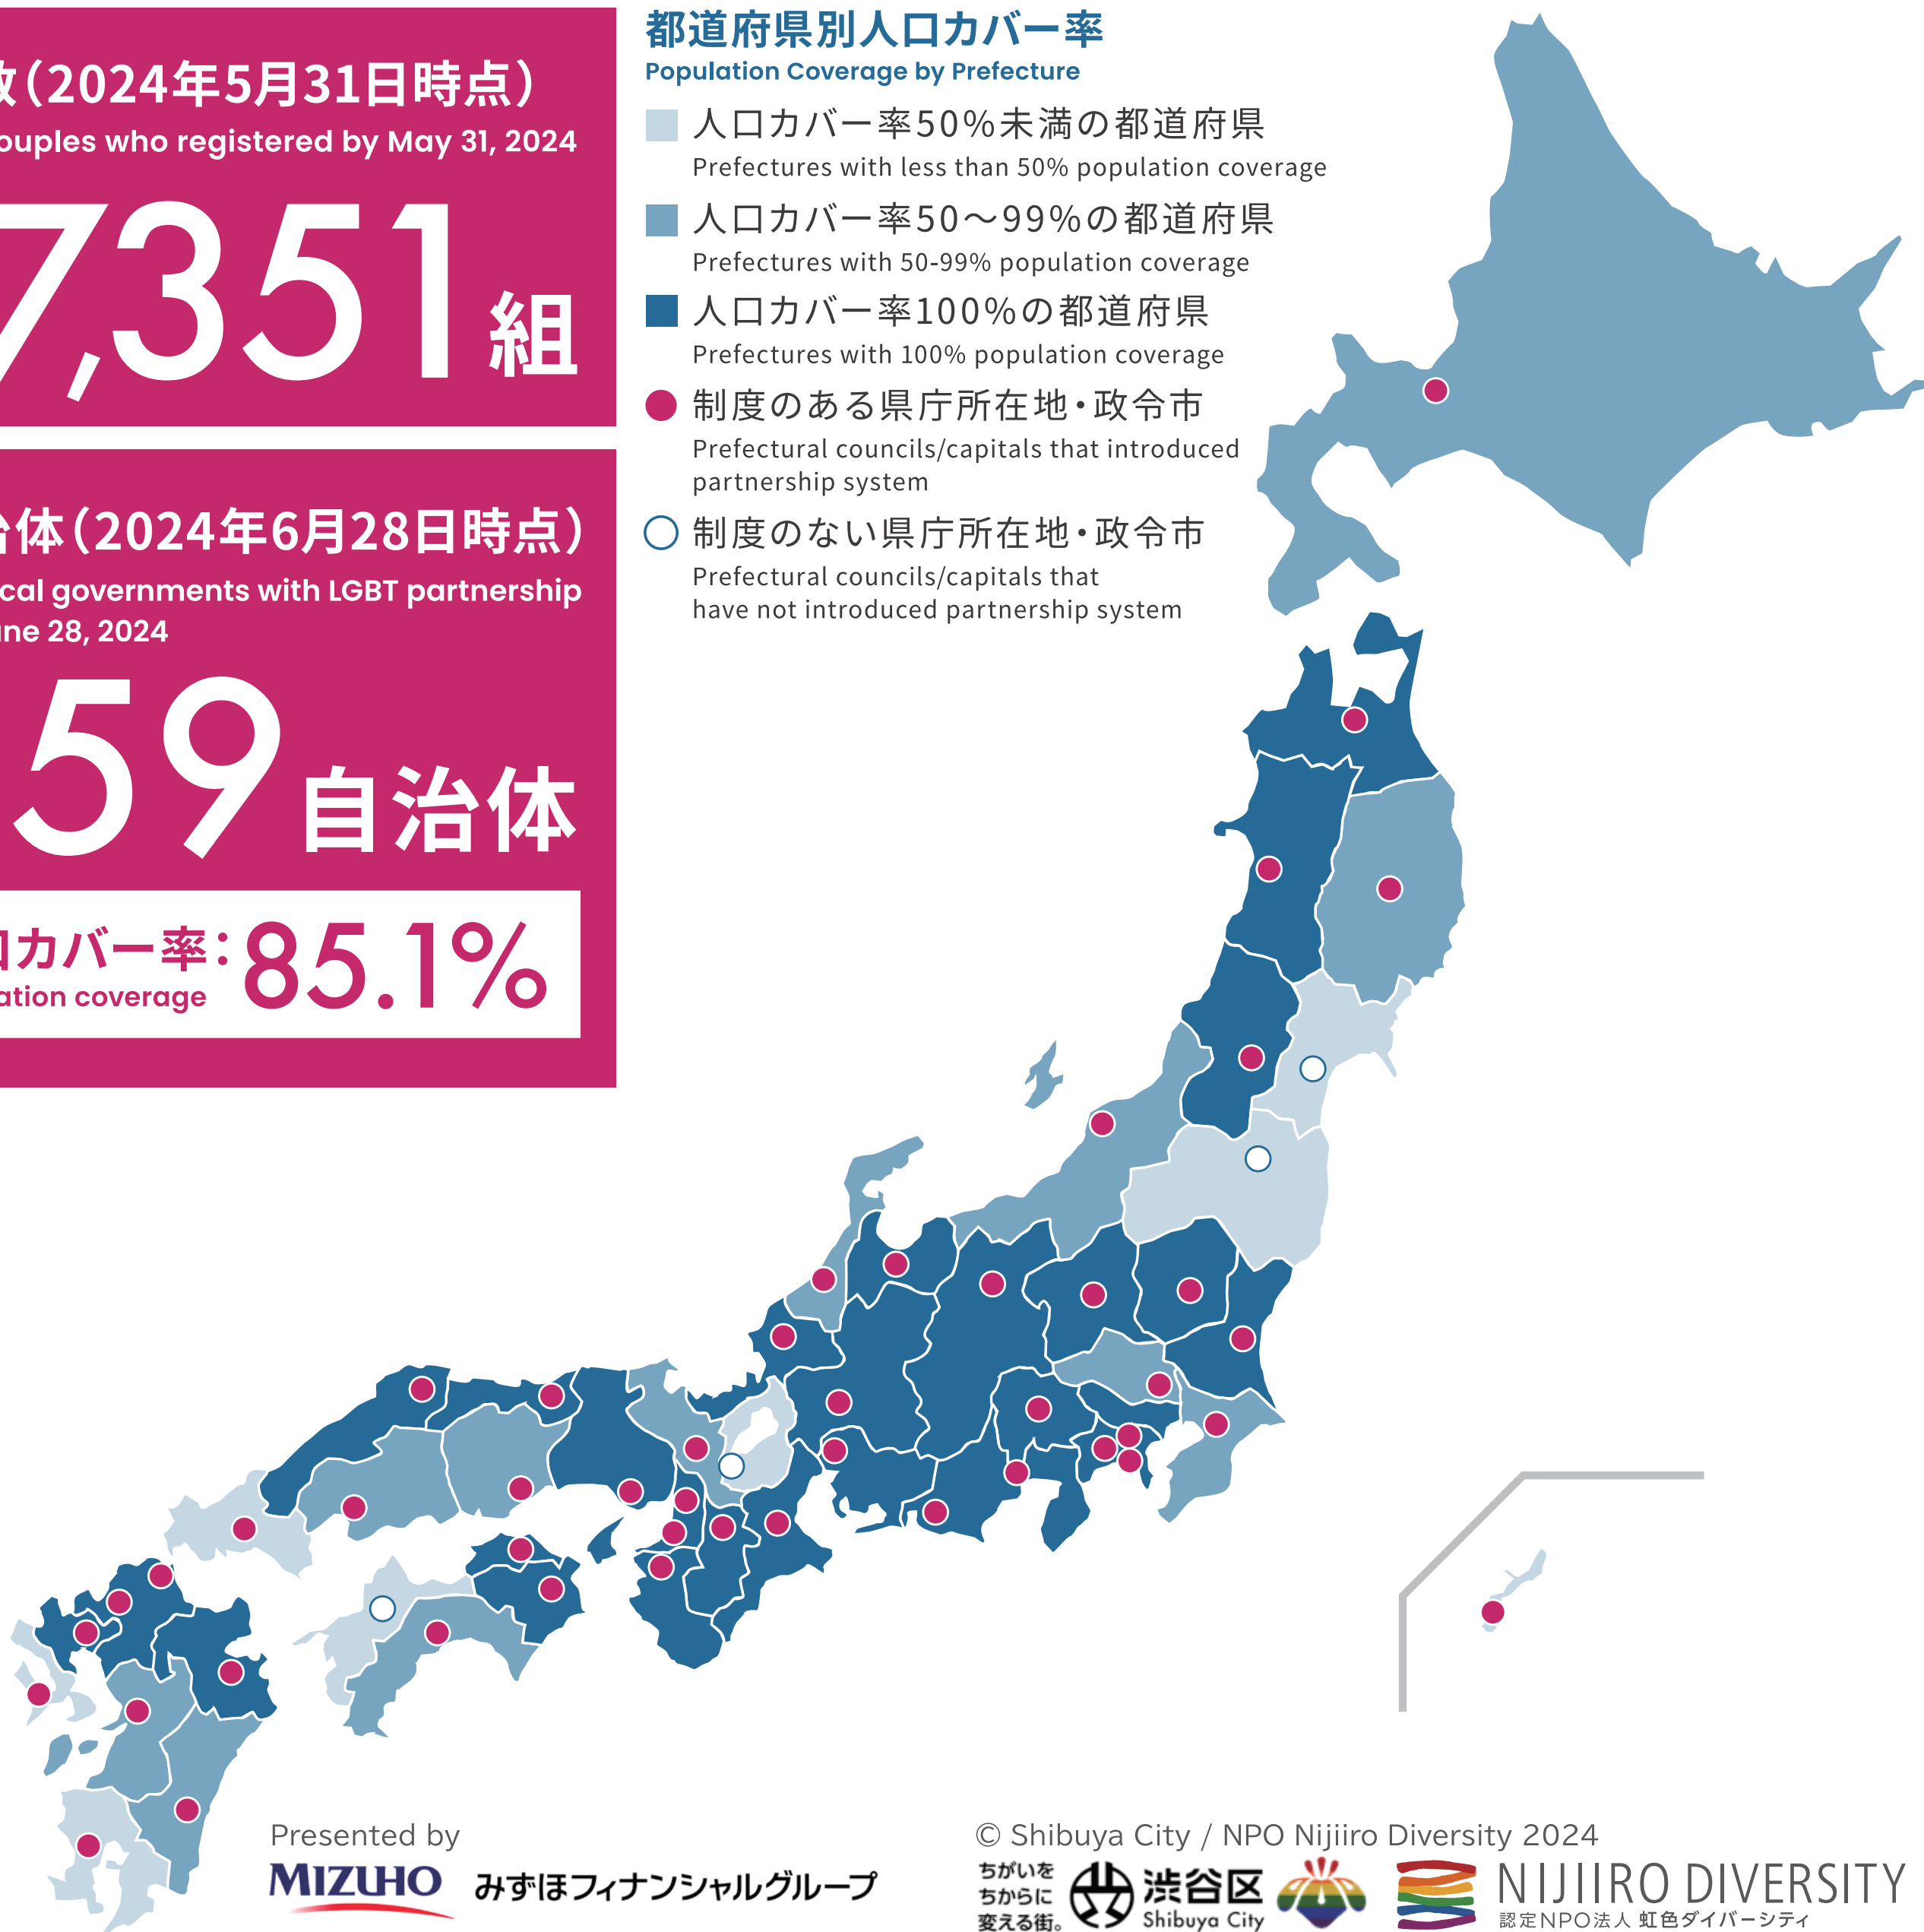 数（2024年5月31日時点）
ouples who registered by May 31, 2024
7,351 組
治体（2024年6月28日時点）
cal governments with LGBT partnership
une 28, 2024
59 自治体
口カバー率：85.1%
ation coverage
都道府県別人口カバー率
Population Coverage by Prefecture
人口カバー率50%未満の都道府県
Prefectures with less than 50% population coverage
人口カバー率50〜99%の都道府県
Prefectures with 50-99% population coverage
人口カバー率100%の都道府県
Prefectures with 100% population coverage
制度のある県庁所在地・政令市
Prefectural councils/capitals that introduced
partnership system
制度のない県庁所在地・政令市
Prefectural councils/capitals that
have not introduced partnership system
Presented by
MIZUHO みずほフィナンシャルグループ
© Shibuya City / NPO Nijiiro Diversity 2024
ちがいを
ちからに
変える街。
渋谷区
Shibuya City
NIJIIRO DIVERSITY
認定NPO法人 虹色ダイバーシティ